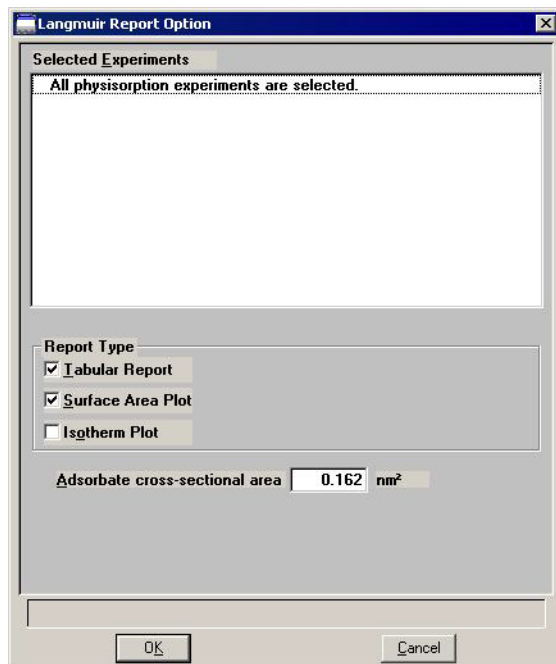 Langmuir Report Option
Selected Experiments
All physisorption experiments are selected.
Report Type
Tabular Report
Surface Area Plot
Isotherm Plot
Adsorbate cross-sectional area 0.162 nm²
OK Cancel